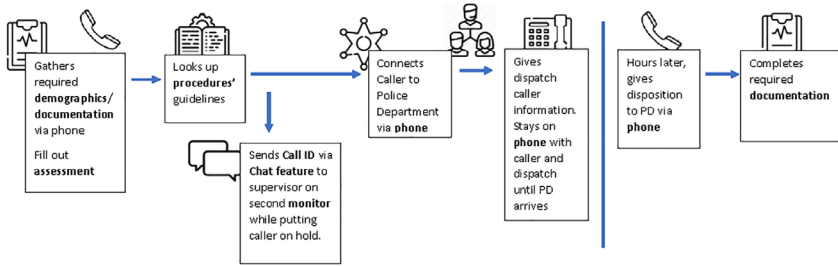 Gathers
required
demographics/
documentation
via phone
Fill out
assessment
Looks up
procedures'
guidelines
Sends Call ID via
Chat feature to
supervisor on
second monitor
while putting
caller on hold.
Connects
Caller to
Police
Department
via phone
Gives
dispatch
caller
information.
Stays on
phone with
caller and
dispatch
until PD
arrives
Hours later,
gives
disposition
to PD via
phone
Completes
required
documentation